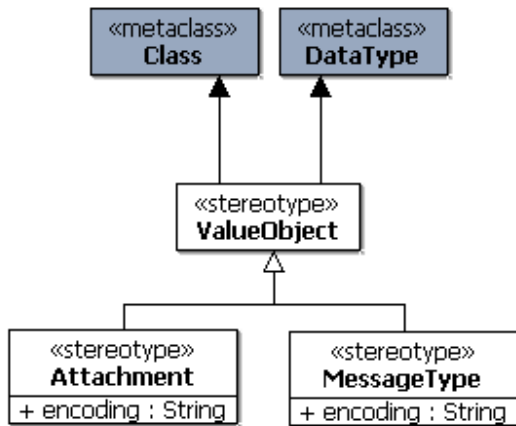 «metaclass»
Class
«metaclass»
DataType
«stereotype»
ValueObject
«stereotype»
Attachment
+ encoding : String
«stereotype»
MessageType
+ encoding : String